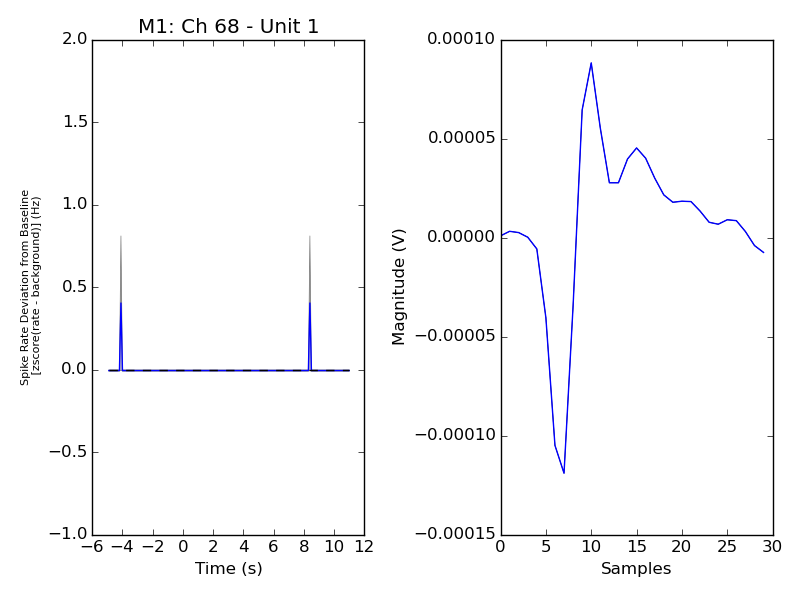 M1: Ch 68 - Unit 1
2.0
1.5
1.0
0.5
0.0
−0.5
−1.0
Spike Rate Deviation from Baseline
[zscore(rate - background)] (Hz)
−6 −4 −2 0 2 4 6 8 10 12
Time (s)
0.00010
0.00005
0.00000
−0.00005
−0.00010
−0.00015
Magnitude (V)
0 5 10 15 20 25 30
Samples